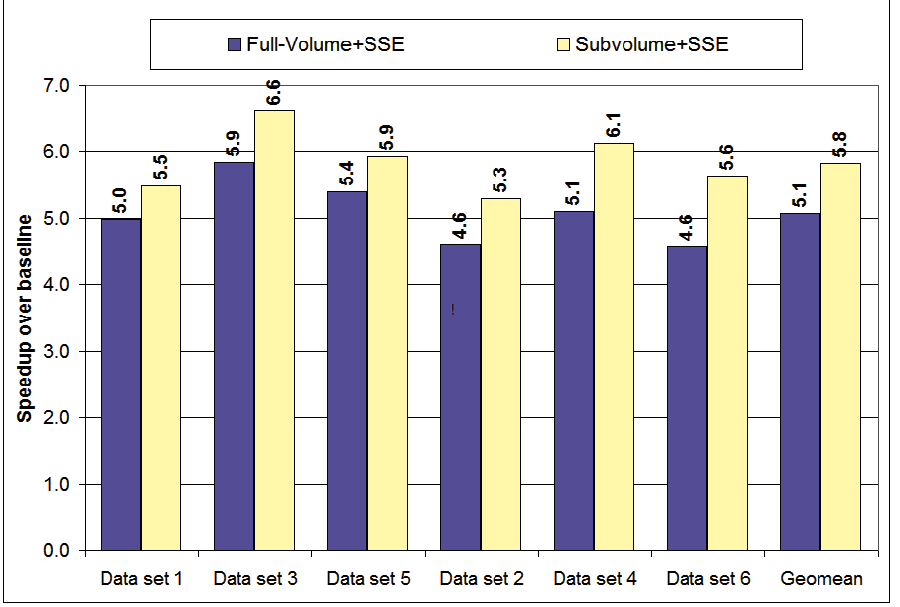 Full-Volume+SSE Subvolume+SSE
Speedup over baseline
7.0
6.0
5.0
4.0
3.0
2.0
1.0
0.0
5.0 5.5 5.9 6.6 5.4 5.9 4.6 5.3 5.1 6.1 4.6 5.6 5.1 5.8
!
Data set 1 Data set 3 Data set 5 Data set 2 Data set 4 Data set 6 Geomean